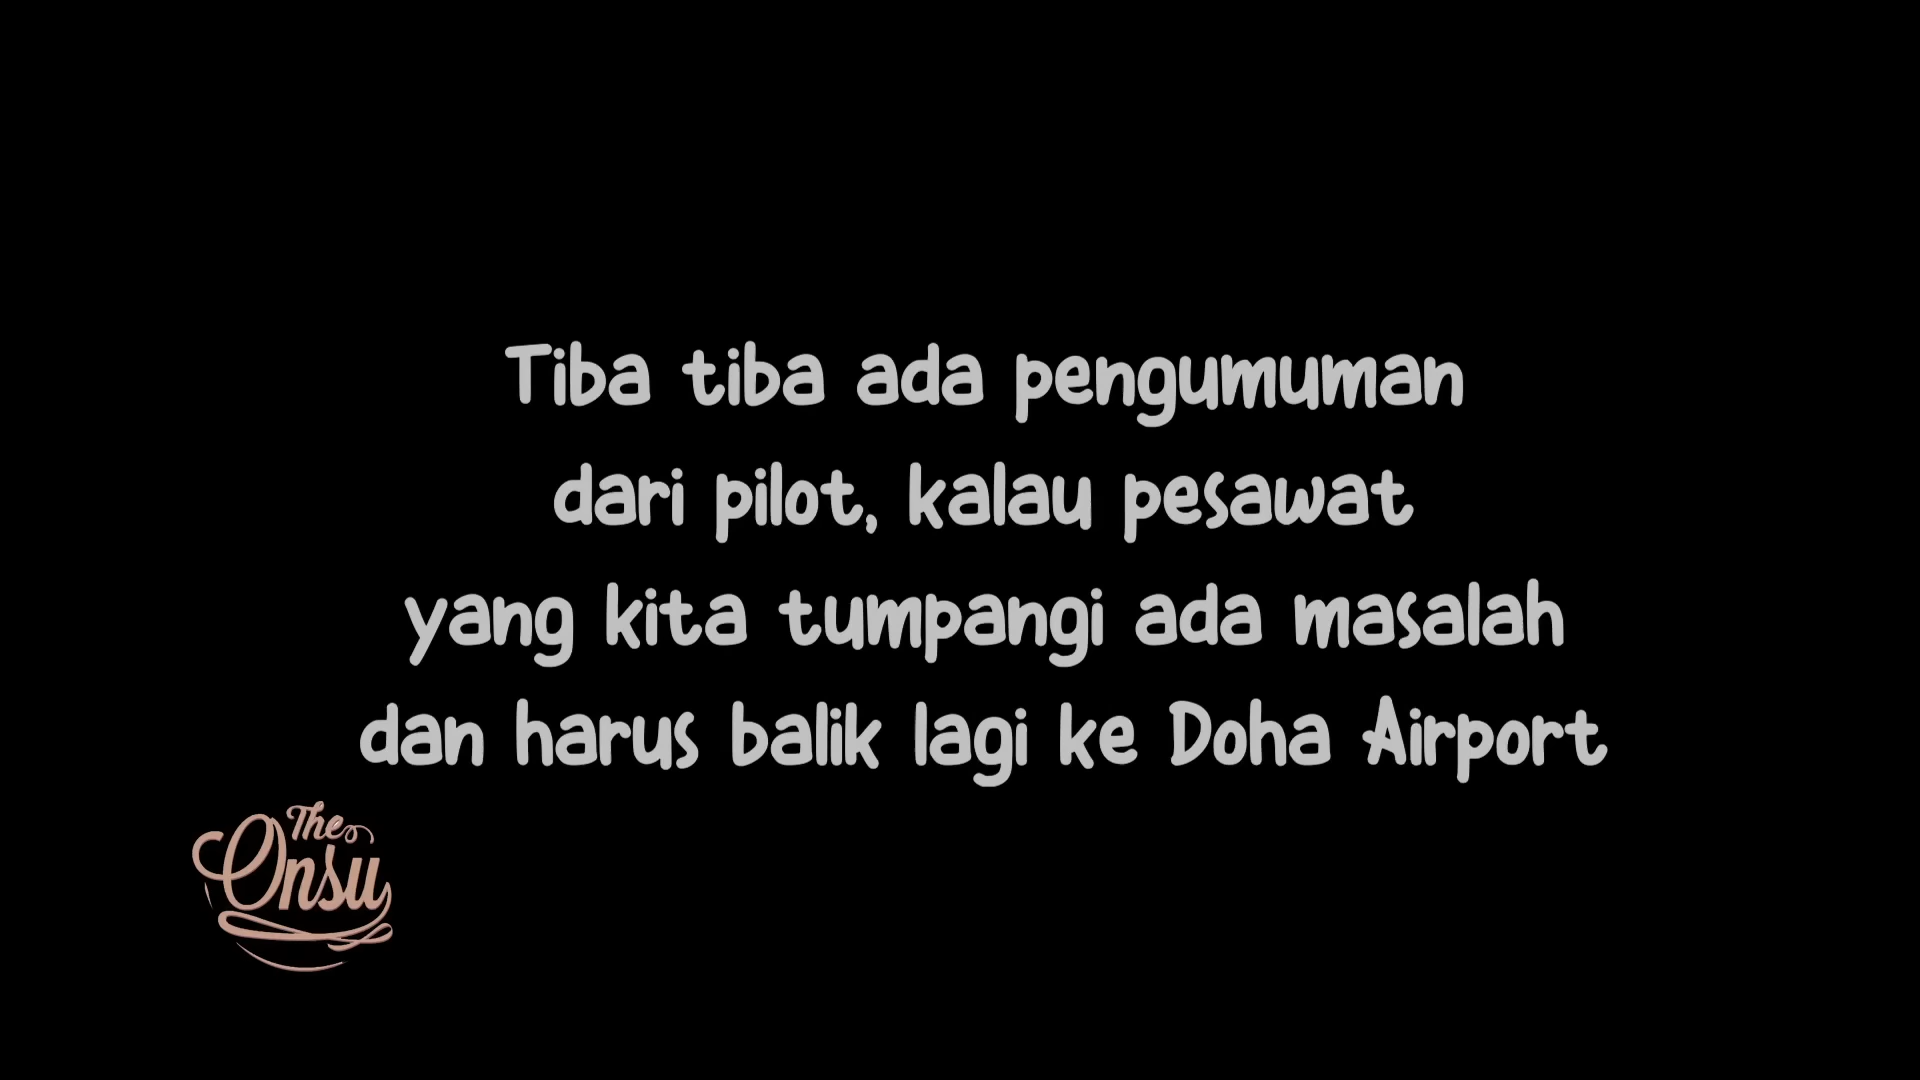 Tiba tiba ada pengumuman
dari pilot, kalau pesawat
yang kita tumpangi ada masalah
dan harus balik lagi ke Doha Airport
The
Onsu